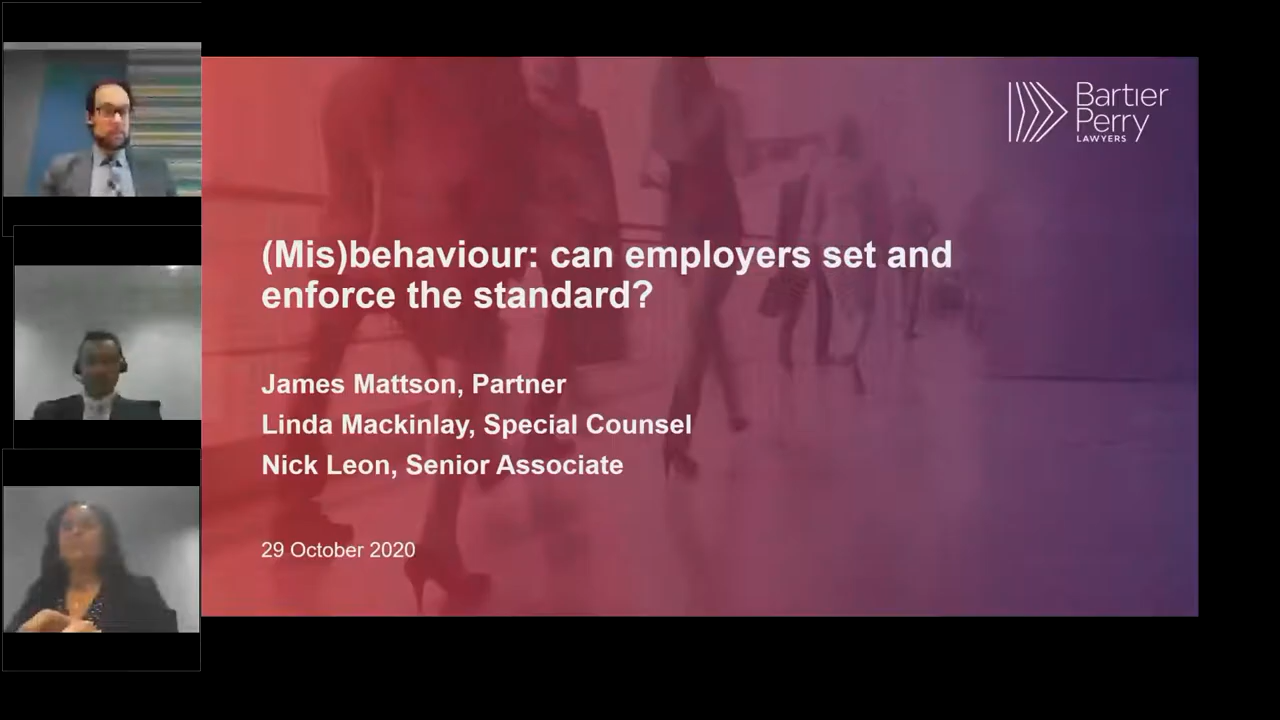 Bartier
Perry
LAWYERS
(Mis)behaviour: can employers set and
enforce the standard?
James Mattson, Partner
Linda Mackinlay, Special Counsel
Nick Leon, Senior Associate
29 October 2020